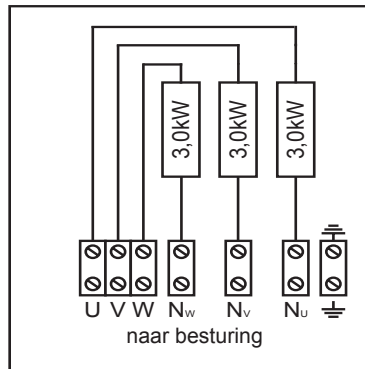 3,0kW 3,0kW 3,0kW
U V W Nw Nv Nu
naar besturing